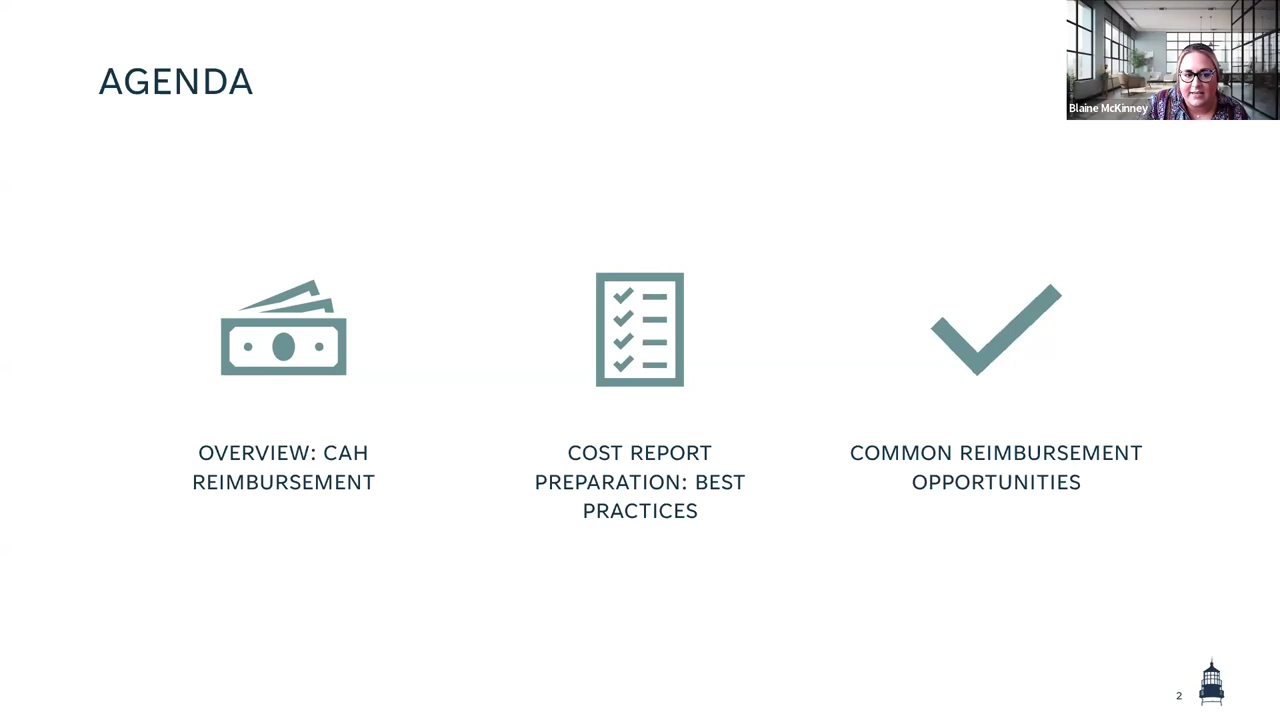 AGENDA
Blaine McKinney
OVERVIEW: CAH
REIMBURSEMENT
COST REPORT
PREPARATION: BEST
PRACTICES
COMMON REIMBURSEMENT
OPPORTUNITIES
2